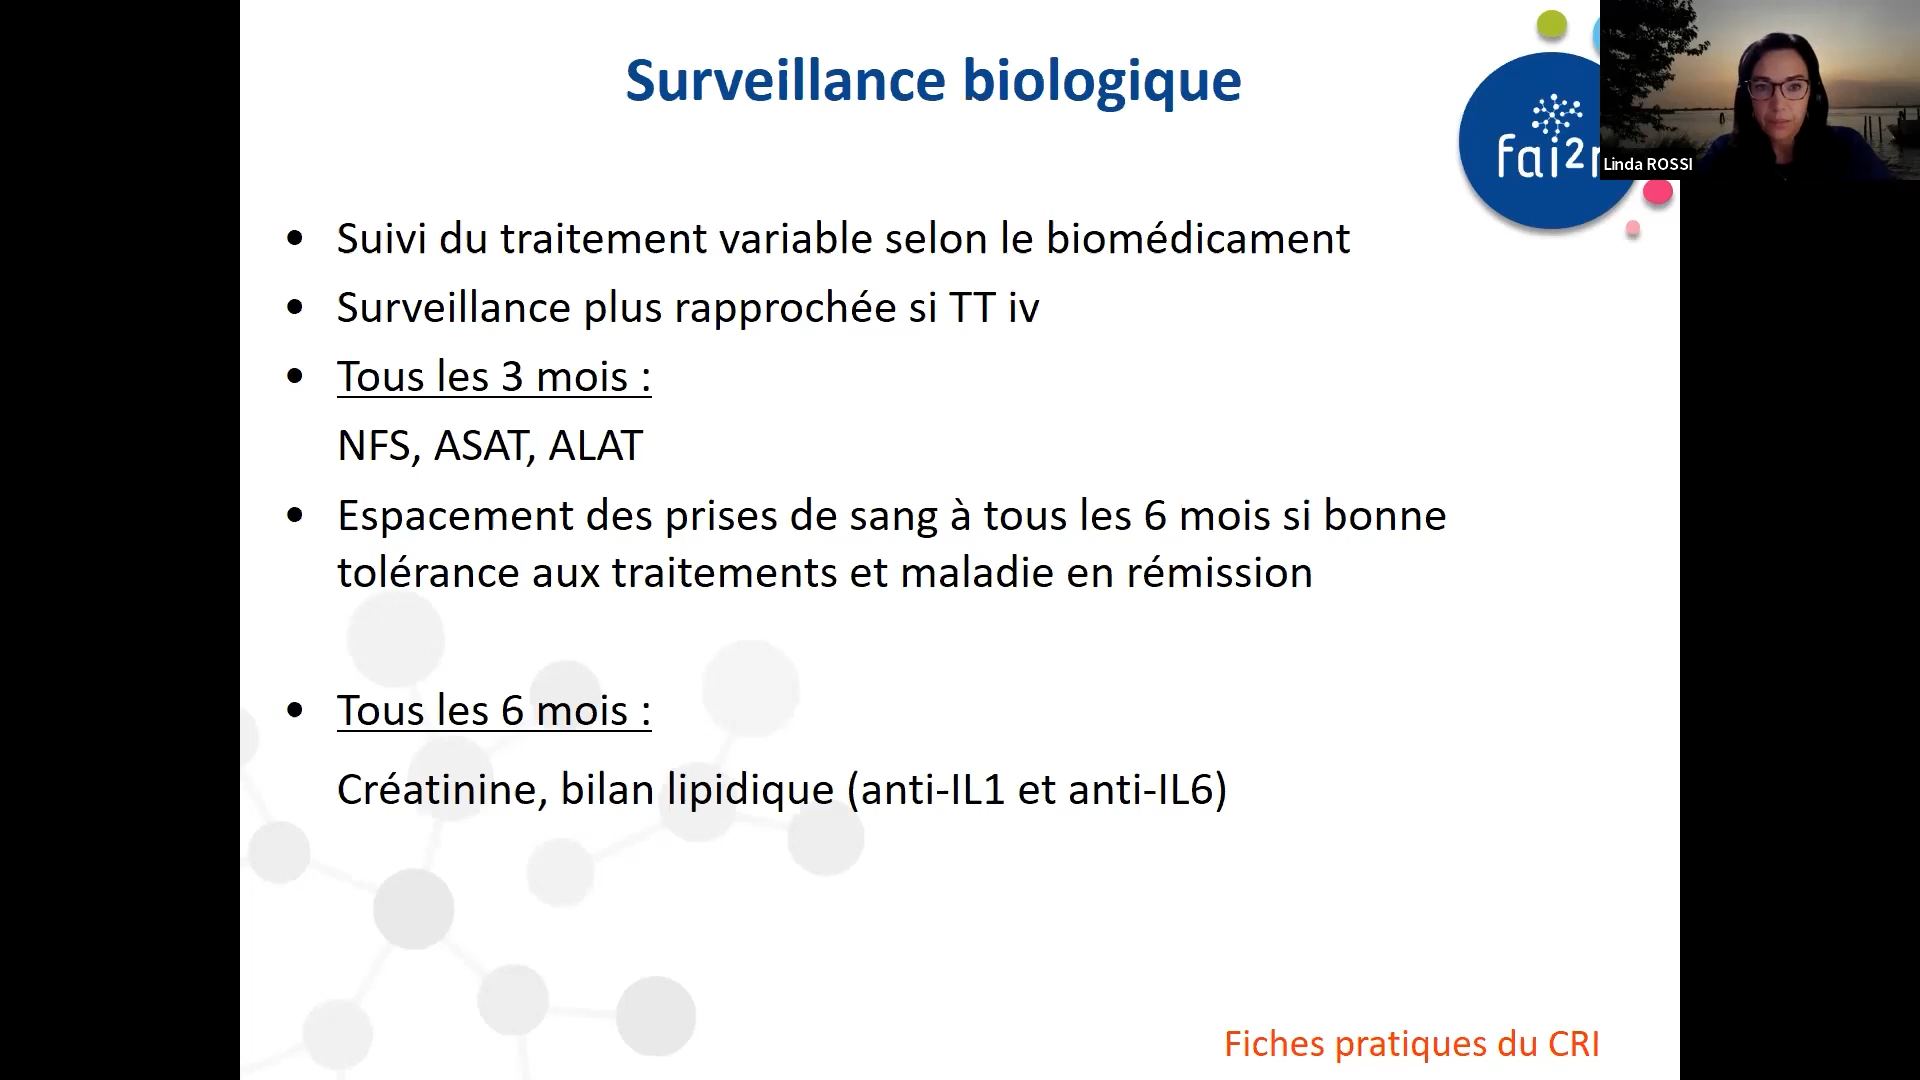 Surveillance biologique
fai2r
Linda ROSSI
• Suivi du traitement variable selon le biomédicament
• Surveillance plus rapprochée si TT iv
• Tous les 3 mois :
NFS, ASAT, ALAT
• Espacement des prises de sang à tous les 6 mois si bonne
tolérance aux traitements et maladie en rémission
• Tous les 6 mois :
Créatinine, bilan lipidique (anti-IL1 et anti-IL6)
Fiches pratiques du CRI